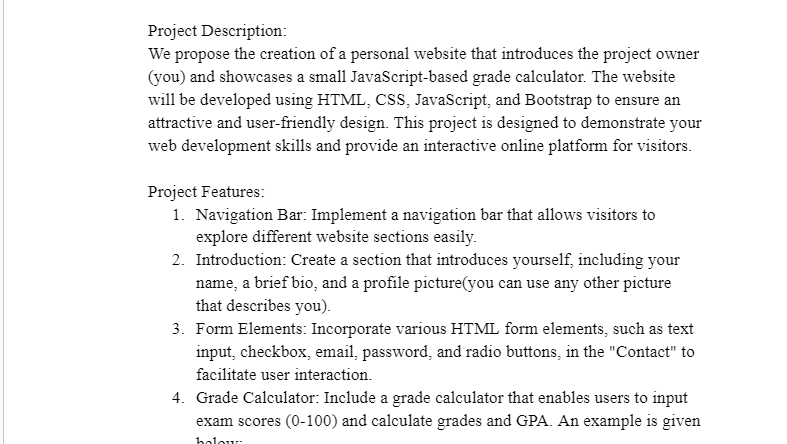 Project Description:
We propose the creation of a personal website that introduces the project owner
(you) and showcases a small JavaScript-based grade calculator. The website
will be developed using HTML, CSS, JavaScript, and Bootstrap to ensure an
attractive and user-friendly design. This project is designed to demonstrate your
web development skills and provide an interactive online platform for visitors.
Project Features:
1. Navigation Bar: Implement a navigation bar that allows visitors to
explore different website sections easily.
2. Introduction: Create a section that introduces yourself, including your
name, a brief bio, and a profile picture(you can use any other picture
that describes you).
3. Form Elements: Incorporate various HTML form elements, such as text
input, checkbox, email, password, and radio buttons, in the "Contact" to
facilitate user interaction.
4. Grade Calculator: Include a grade calculator that enables users to input
exam scores (0-100) and calculate grades and GPA. An example is given
below: